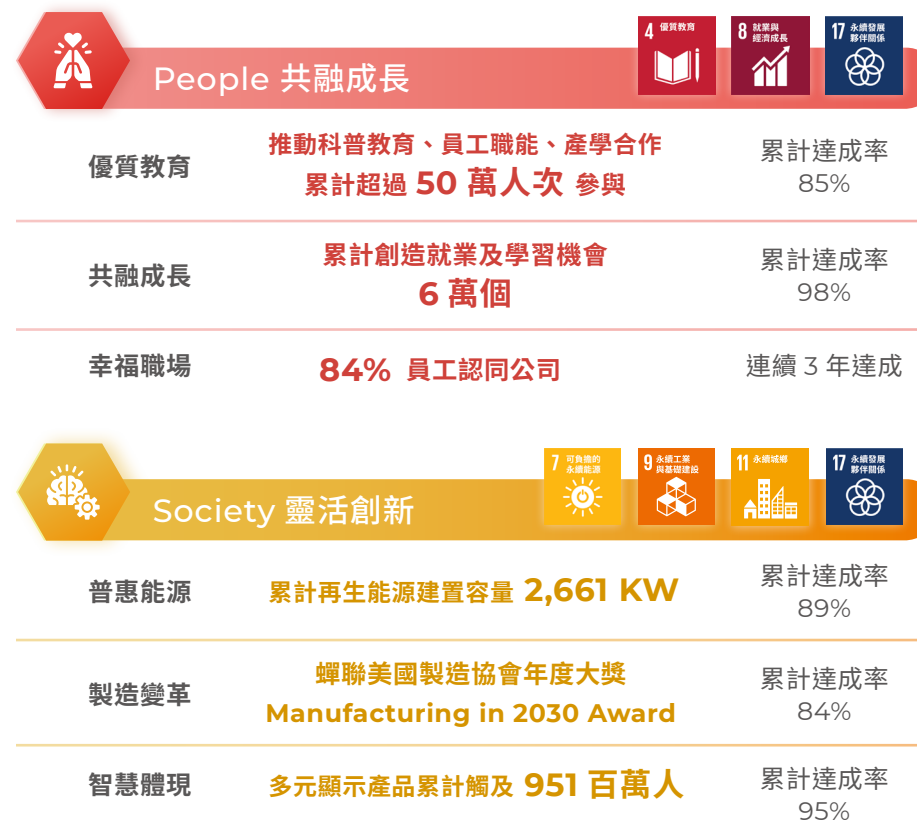 4 優質教育
8 就業與
經濟成長
17 永續發展
夥伴關係
People 共融成長
優質教育
推動科普教育、員工職能、產學合作
累計超過 50 萬人次 參與
累計達成率
85%
共融成長
累計創造就業及學習機會
6 萬個
累計達成率
98%
幸福職場
84% 員工認同公司
連續 3 年達成
7 可負擔的
永續能源
9 永續工業
與基礎建設
11 永續城鄉
17 永續發展
夥伴關係
Society 靈活創新
普惠能源
累計再生能源建置容量 2,661 KW
累計達成率
89%
製造變革
蟬聯美國製造協會年度大獎
Manufacturing in 2030 Award
累計達成率
84%
智慧體現
多元顯示產品累計觸及 951 百萬人
累計達成率
95%